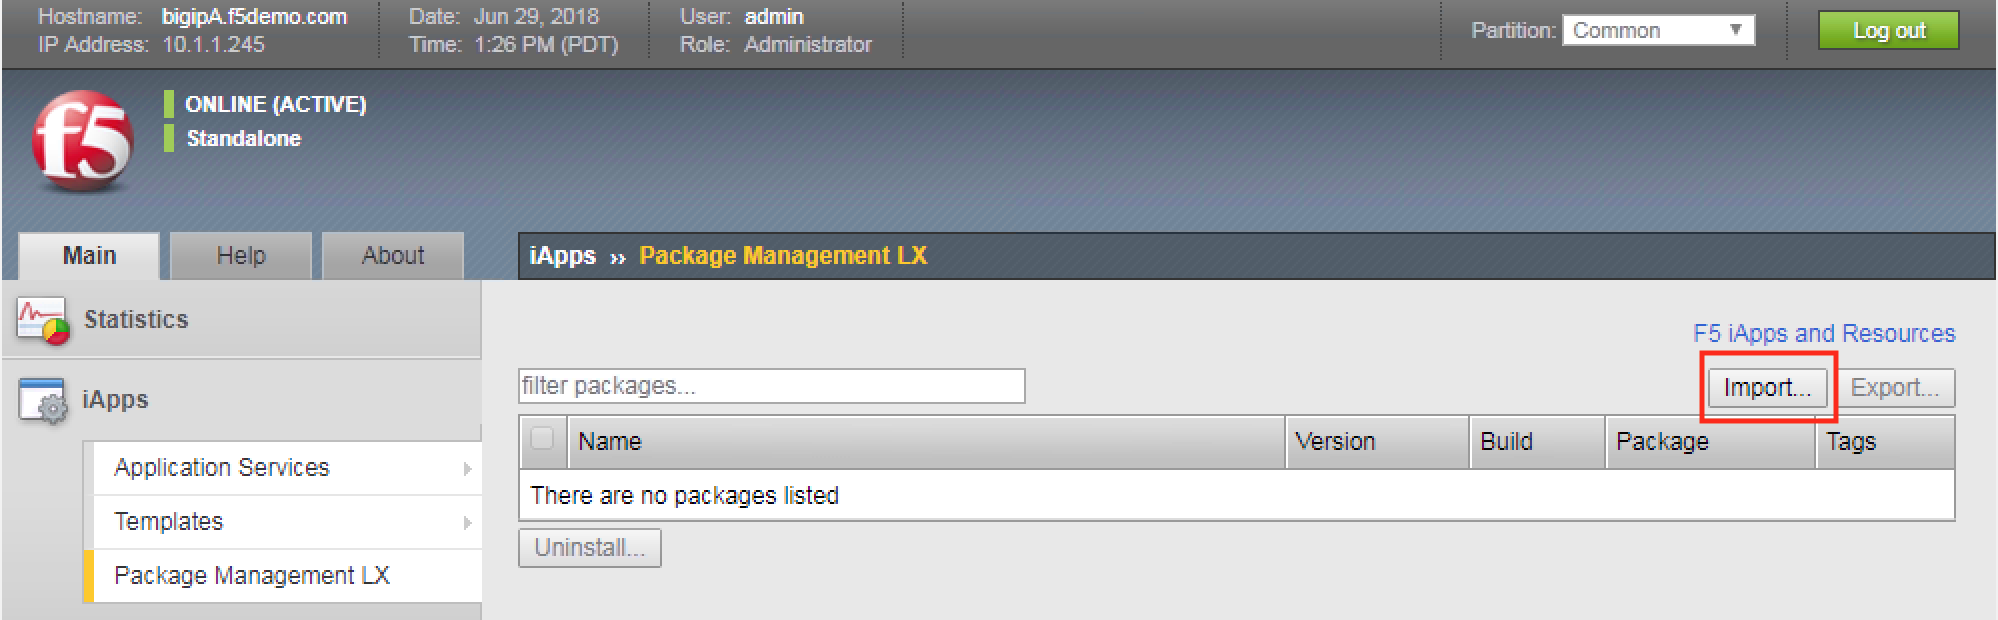 Hostname: bigipA.f5demo.com
IP Address: 10.1.1.245
Date: Jun 29, 2018
Time: 1:26 PM (PDT)
User: admin
Role: Administrator
Partition: Common
Log out
f5
ONLINE (ACTIVE)
Standalone
Main
Help
About
iApps ›› Package Management LX
Statistics
iApps
Application Services
Templates
Package Management LX
F5 iApps and Resources
filter packages...
Import...
Export...
Name
Version
Build
Package
Tags
There are no packages listed
Uninstall...